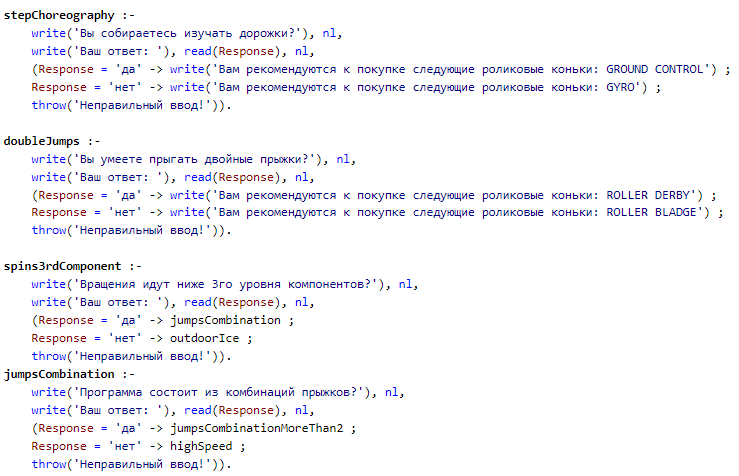 stepChoreography :-
write('Вы собираетесь изучать дорожки?'), nl,
write('Ваш ответ: '), read(Response), nl,
(Response = 'да' -> write('Вам рекомендуются к покупке следующие роликовые коньки: GROUND CONTROL') ;
Response = 'нет' -> write('Вам рекомендуются к покупке следующие роликовые коньки: GYRO') ;
throw('Неправильный ввод!')).
doubleJumps :-
write('Вы умеете прыгать двойные прыжки?'), nl,
write('Ваш ответ: '), read(Response), nl,
(Response = 'да' -> write('Вам рекомендуются к покупке следующие роликовые коньки: ROLLER DERBY') ;
Response = 'нет' -> write('Вам рекомендуются к покупке следующие роликовые коньки: ROLLER BLADGE') ;
throw('Неправильный ввод!')).
spins3rdComponent :-
write('Вращения идут ниже 3го уровня компонентов?'), nl,
write('Ваш ответ: '), read(Response), nl,
(Response = 'да' -> jumpsCombination ;
Response = 'нет' -> outdoorIce ;
throw('Неправильный ввод!')).
jumpsCombination :-
write('Программа состоит из комбинаций прыжков?'), nl,
write('Ваш ответ: '), read(Response), nl,
(Response = 'да' -> jumpsCombinationMoreThan2 ;
Response = 'нет' -> highSpeed ;
throw('Неправильный ввод!')).